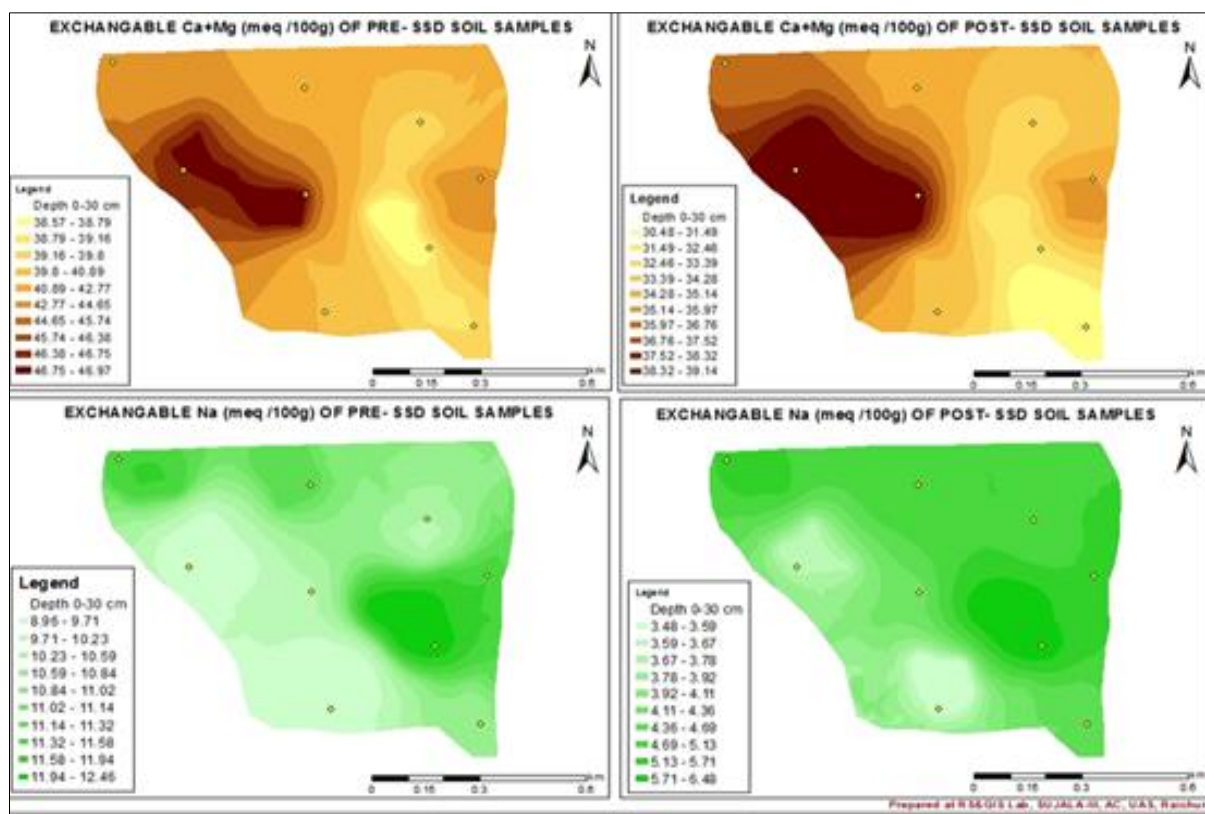 EXCHANGABLE Ca+Mg (meq /100g) OF PRE- SSD SOIL SAMPLES
N
Legend
Depth 0-30 cm
38.57 - 38.79
38.79 - 39.16
39.16 - 39.8
39.8 - 40.89
40.89 - 42.77
42.77 - 44.65
44.65 - 45.74
45.74 - 46.38
46.38 - 46.75
46.75 - 46.97
0 0.15 0.3 0.6
EXCHANGABLE Ca+Mg (meq /100g) OF POST- SSD SOIL SAMPLES
N
Legend
Depth 0-30 cm
30.48 - 31.49
31.49 - 32.46
32.46 - 33.39
33.39 - 34.28
34.28 - 35.14
35.14 - 35.97
35.97 - 36.76
36.76 - 37.52
37.52 - 38.32
38.32 - 39.14
0 0.15 0.3 0.6
EXCHANGABLE Na (meq /100g) OF PRE- SSD SOIL SAMPLES
N
Legend
Depth 0-30 cm
8.95 - 9.71
9.71 - 10.23
10.23 - 10.59
10.59 - 10.84
10.84 - 11.02
11.02 - 11.14
11.14 - 11.32
11.32 - 11.58
11.58 - 11.94
11.94 - 12.46
0 0.15 0.3 0.6
EXCHANGABLE Na (meq /100g) OF POST- SSD SOIL SAMPLES
N
Legend
Depth 0-30 cm
3.48 - 3.59
3.59 - 3.67
3.67 - 3.78
3.78 - 3.92
3.92 - 4.11
4.11 - 4.36
4.36 - 4.69
4.69 - 5.13
5.13 - 5.71
5.71 - 6.48
0 0.15 0.3 0.6
Prepared at RS&GIS Lab, SUJALA-III, AC, UAS, Raichur